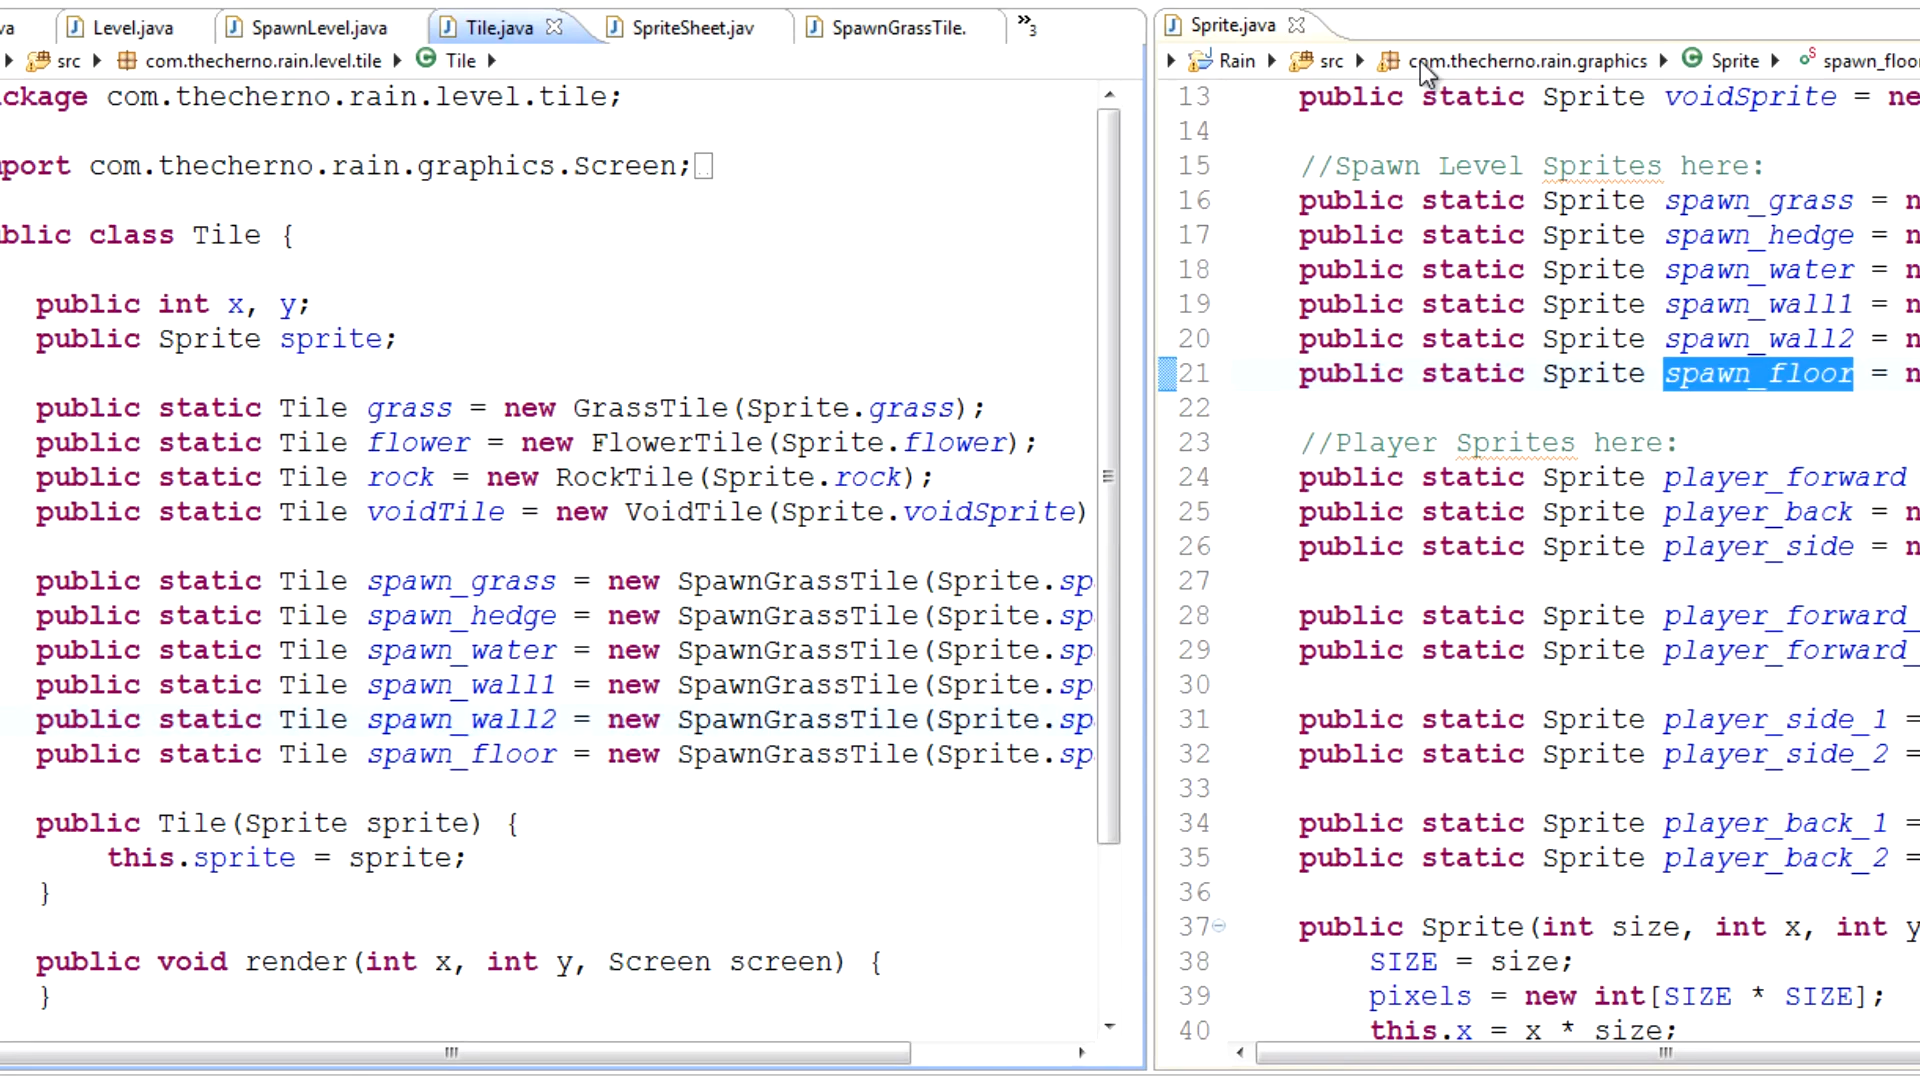 va
Level.java
SpawnLevel.java
Tile.java
SpriteSheet.jav
SpawnGrassTile.
»3
src
com.thecherno.rain.level.tile
Tile
ckage com.thecherno.rain.level.tile;
port com.thecherno.rain.graphics.Screen;
blic class Tile {
public int x, y;
public Sprite sprite;
public static Tile grass = new GrassTile(Sprite.grass);
public static Tile flower = new FlowerTile(Sprite.flower);
public static Tile rock = new RockTile(Sprite.rock);
public static Tile voidTile = new VoidTile(Sprite.voidSprite)
public static Tile spawn_grass = new SpawnGrassTile(Sprite.sp
public static Tile spawn_hedge = new SpawnGrassTile(Sprite.sp
public static Tile spawn_water = new SpawnGrassTile(Sprite.sp
public static Tile spawn_wall1 = new SpawnGrassTile(Sprite.sp
public static Tile spawn_wall2 = new SpawnGrassTile(Sprite.sp
public static Tile spawn_floor = new SpawnGrassTile(Sprite.sp
public Tile(Sprite sprite) {
this.sprite = sprite;
}
public void render(int x, int y, Screen screen) {
}
Sprite.java
Rain
src
com.thecherno.rain.graphics
Sprite
spawn_floor
13 public static Sprite voidSprite = ne
14
15 //Spawn Level Sprites here:
16 public static Sprite spawn_grass = n
17 public static Sprite spawn_hedge = n
18 public static Sprite spawn_water = n
19 public static Sprite spawn_wall1 = n
20 public static Sprite spawn_wall2 = n
21 public static Sprite spawn_floor = n
22
23 //Player Sprites here:
24 public static Sprite player_forward
25 public static Sprite player_back = n
26 public static Sprite player_side = n
27
28 public static Sprite player_forward_
29 public static Sprite player_forward_
30
31 public static Sprite player_side_1 =
32 public static Sprite player_side_2 =
33
34 public static Sprite player_back_1 =
35 public static Sprite player_back_2 =
36
37 public Sprite(int size, int x, int y
38 SIZE = size;
39 pixels = new int[SIZE * SIZE];
40 this.x = x * size;